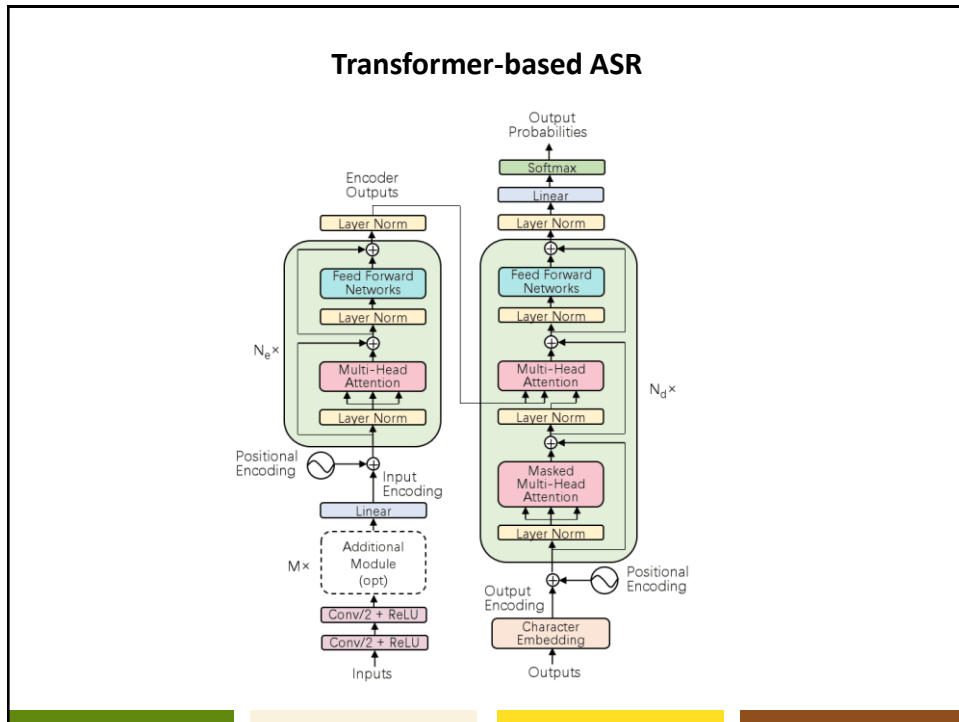 Transformer-based ASR
Output
Probabilities
Softmax
Linear
Layer Norm
Encoder
Outputs
Layer Norm
Feed Forward
Networks
Layer Norm
Multi-Head
Attention
Layer Norm
Nₑ×
Positional
Encoding
Input
Encoding
Linear
Additional
Module
(opt)
M×
Conv/2 + ReLU
Conv/2 + ReLU
Inputs
Feed Forward
Networks
Layer Norm
Multi-Head
Attention
Layer Norm
N_d×
Masked
Multi-Head
Attention
Layer Norm
Positional
Encoding
Output
Encoding
Character
Embedding
Outputs